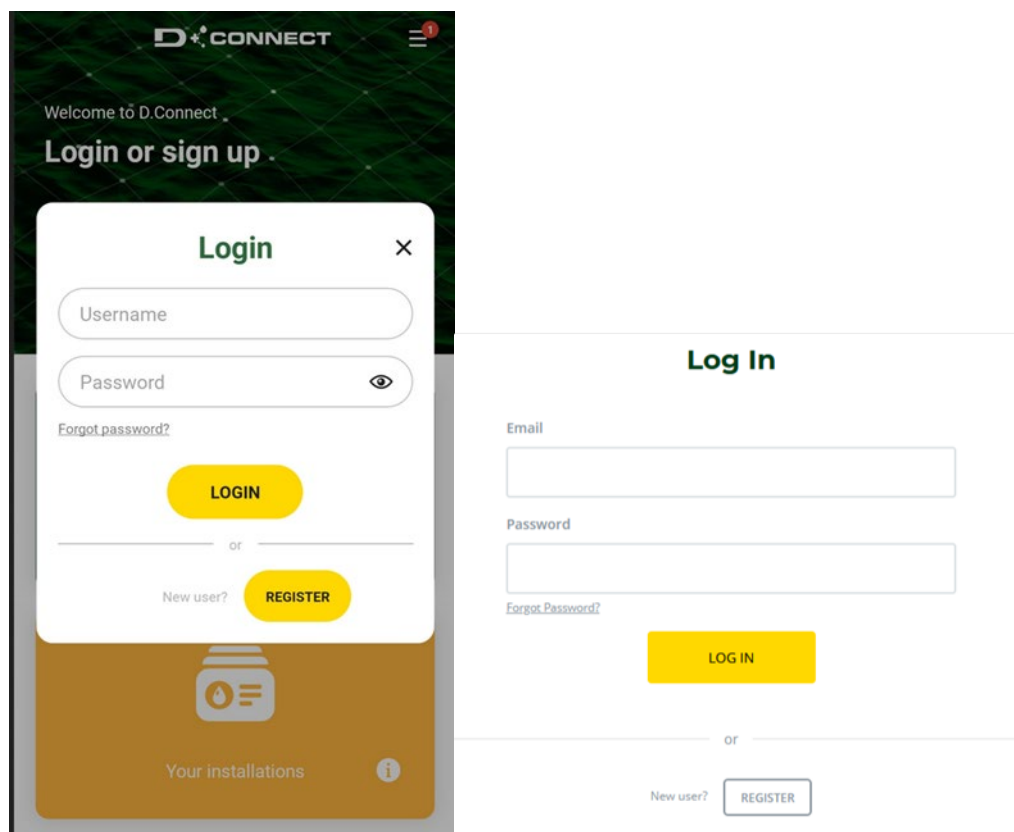 D+CONNECT
1
Welcome to D.Connect
Login or sign up
Login
Username
Password
Forgot password?
LOGIN
or
New user? REGISTER
Your installations
Log In
Email
Password
Forgot Password?
LOG IN
or
New user? REGISTER